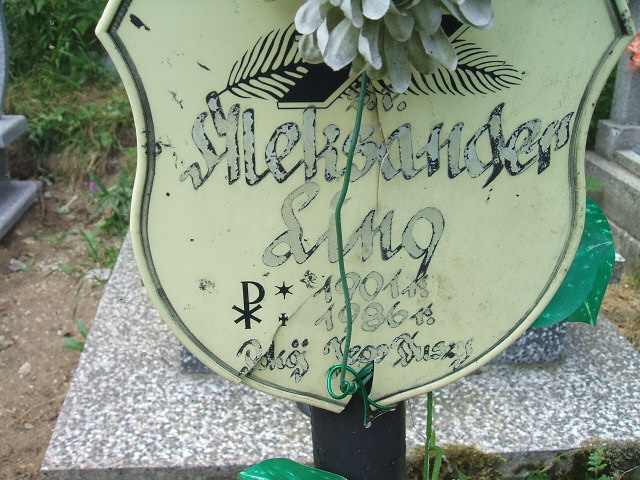 Ś.P.
Aleksander
Ling
* 1901 r.
✝ 1986 r.
Pokój Jego Duszy